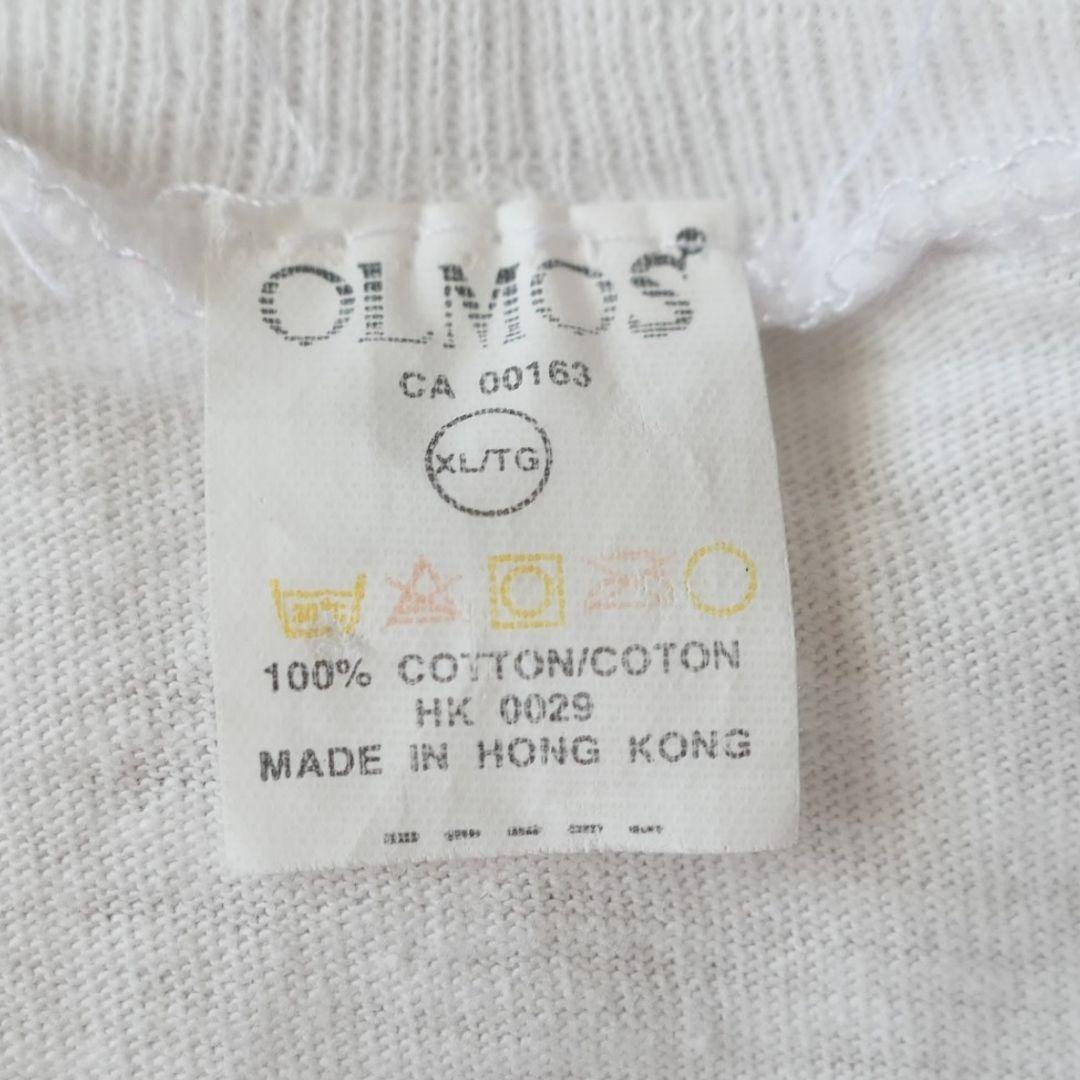 OLMOS®
CA 00163
XL/TG
100% COTTON/COTON
HK 0029
MADE IN HONG KONG